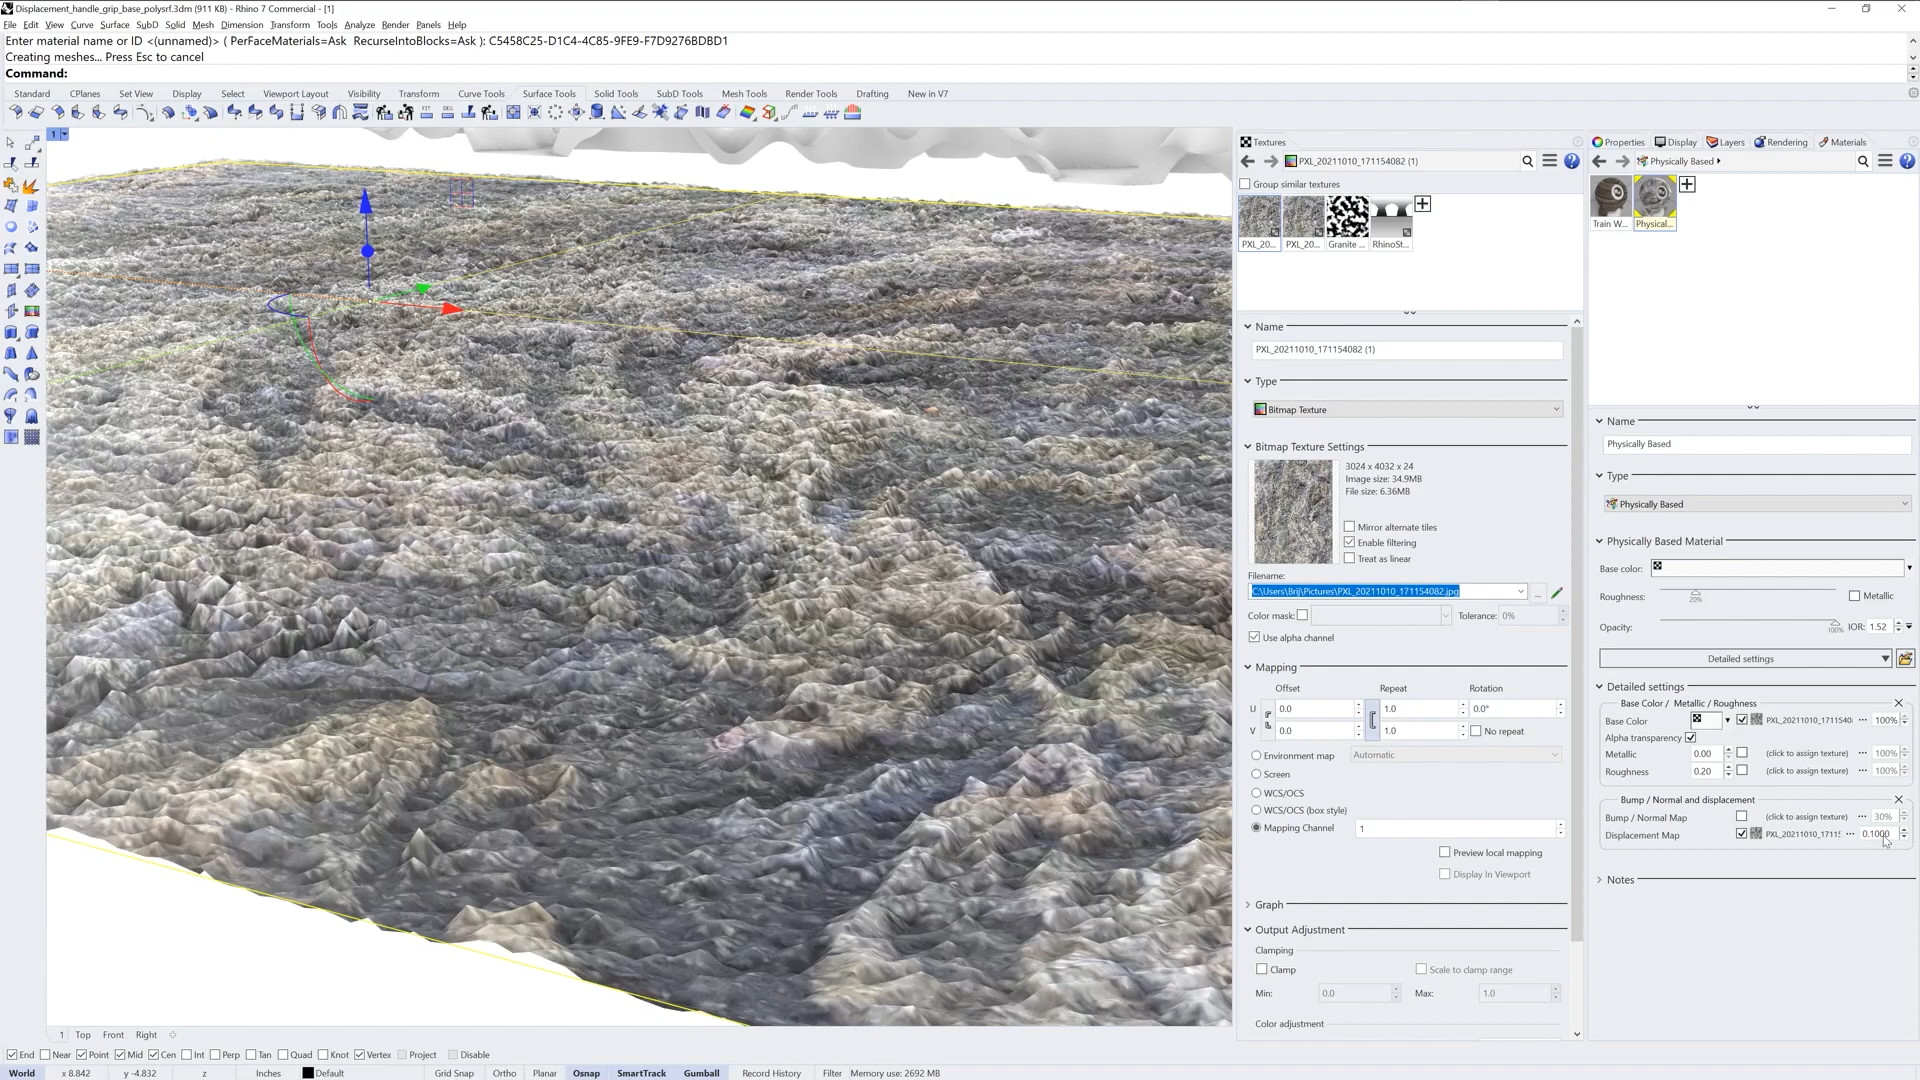 Displacement_handle_grip_base_polysrf.3dm (911 KB) - Rhino 7 Commercial - [1]
File Edit View Curve Surface SubD Solid Mesh Dimension Transform Tools Analyze Render Panels Help
Enter material name or ID <(unnamed)> ( PerFaceMaterials=Ask RecurseIntoBlocks=Ask ): C5458C25-D1C4-4C85-9FE9-F7D9276BDBD1
Creating meshes... Press Esc to cancel
Command:
Standard CPlanes Set View Display Select Viewport Layout Visibility Transform Curve Tools Surface Tools Solid Tools SubD Tools Mesh Tools Render Tools Drafting New in V7
1
Textures
PXL_20211010_171154082 (1)
Group similar textures
PXL_20... PXL_20... Granite ... RhinoSt...
Name
PXL_20211010_171154082 (1)
Type
Bitmap Texture
Bitmap Texture Settings
3024 x 4032 x 24
Image size: 34.9MB
File size: 6.36MB
Mirror alternate tiles
Enable filtering
Treat as linear
Filename:
C:\Users\Brij\Pictures\PXL_20211010_171154082.jpg
...
Color mask: Tolerance: 0%
Use alpha channel
Mapping
Offset Repeat Rotation
U 0.0 1.0 0.0°
V 0.0 1.0 No repeat
Environment map Automatic
Screen
WCS/OCS
WCS/OCS (box style)
Mapping Channel 1
Preview local mapping
Display In Viewport
Graph
Output Adjustment
Clamping
Clamp Scale to clamp range
Min: 0.0 Max: 1.0
Color adjustment
Properties Display Layers Rendering Materials
Physically Based
Train W... Physical...
Name
Physically Based
Type
Physically Based
Physically Based Material
Base color:
Roughness: 20% Metallic
Opacity: 100% IOR: 1.52
Detailed settings
Detailed settings
Base Color / Metallic / Roughness
Base Color PXL_20211010_1711540 ... 100%
Alpha transparency
Metallic 0.00 (click to assign texture) ... 100%
Roughness 0.20 (click to assign texture) ... 100%
Bump / Normal and displacement
Bump / Normal Map (click to assign texture) ... 30%
Displacement Map PXL_20211010_17115 ... 0.1000
Notes
1 Top Front Right
End Near Point Mid Cen Int Perp Tan Quad Knot Vertex Project Disable
World x 8.842 y -4.832 z Inches Default Grid Snap Ortho Planar Osnap SmartTrack Gumball Record History Filter Memory use: 2692 MB